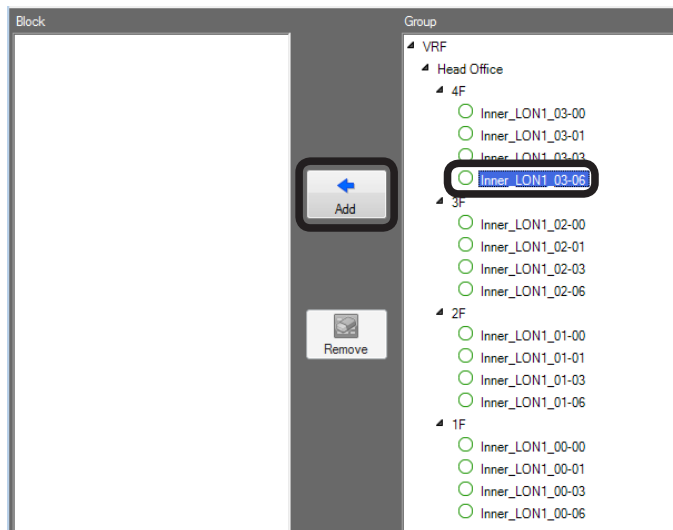 Block
Add
Remove
Group
VRF
Head Office
4F
Inner_LON1_03-00
Inner_LON1_03-01
Inner_LON1_03-03
Inner_LON1_03-06
3F
Inner_LON1_02-00
Inner_LON1_02-01
Inner_LON1_02-03
Inner_LON1_02-06
2F
Inner_LON1_01-00
Inner_LON1_01-01
Inner_LON1_01-03
Inner_LON1_01-06
1F
Inner_LON1_00-00
Inner_LON1_00-01
Inner_LON1_00-03
Inner_LON1_00-06